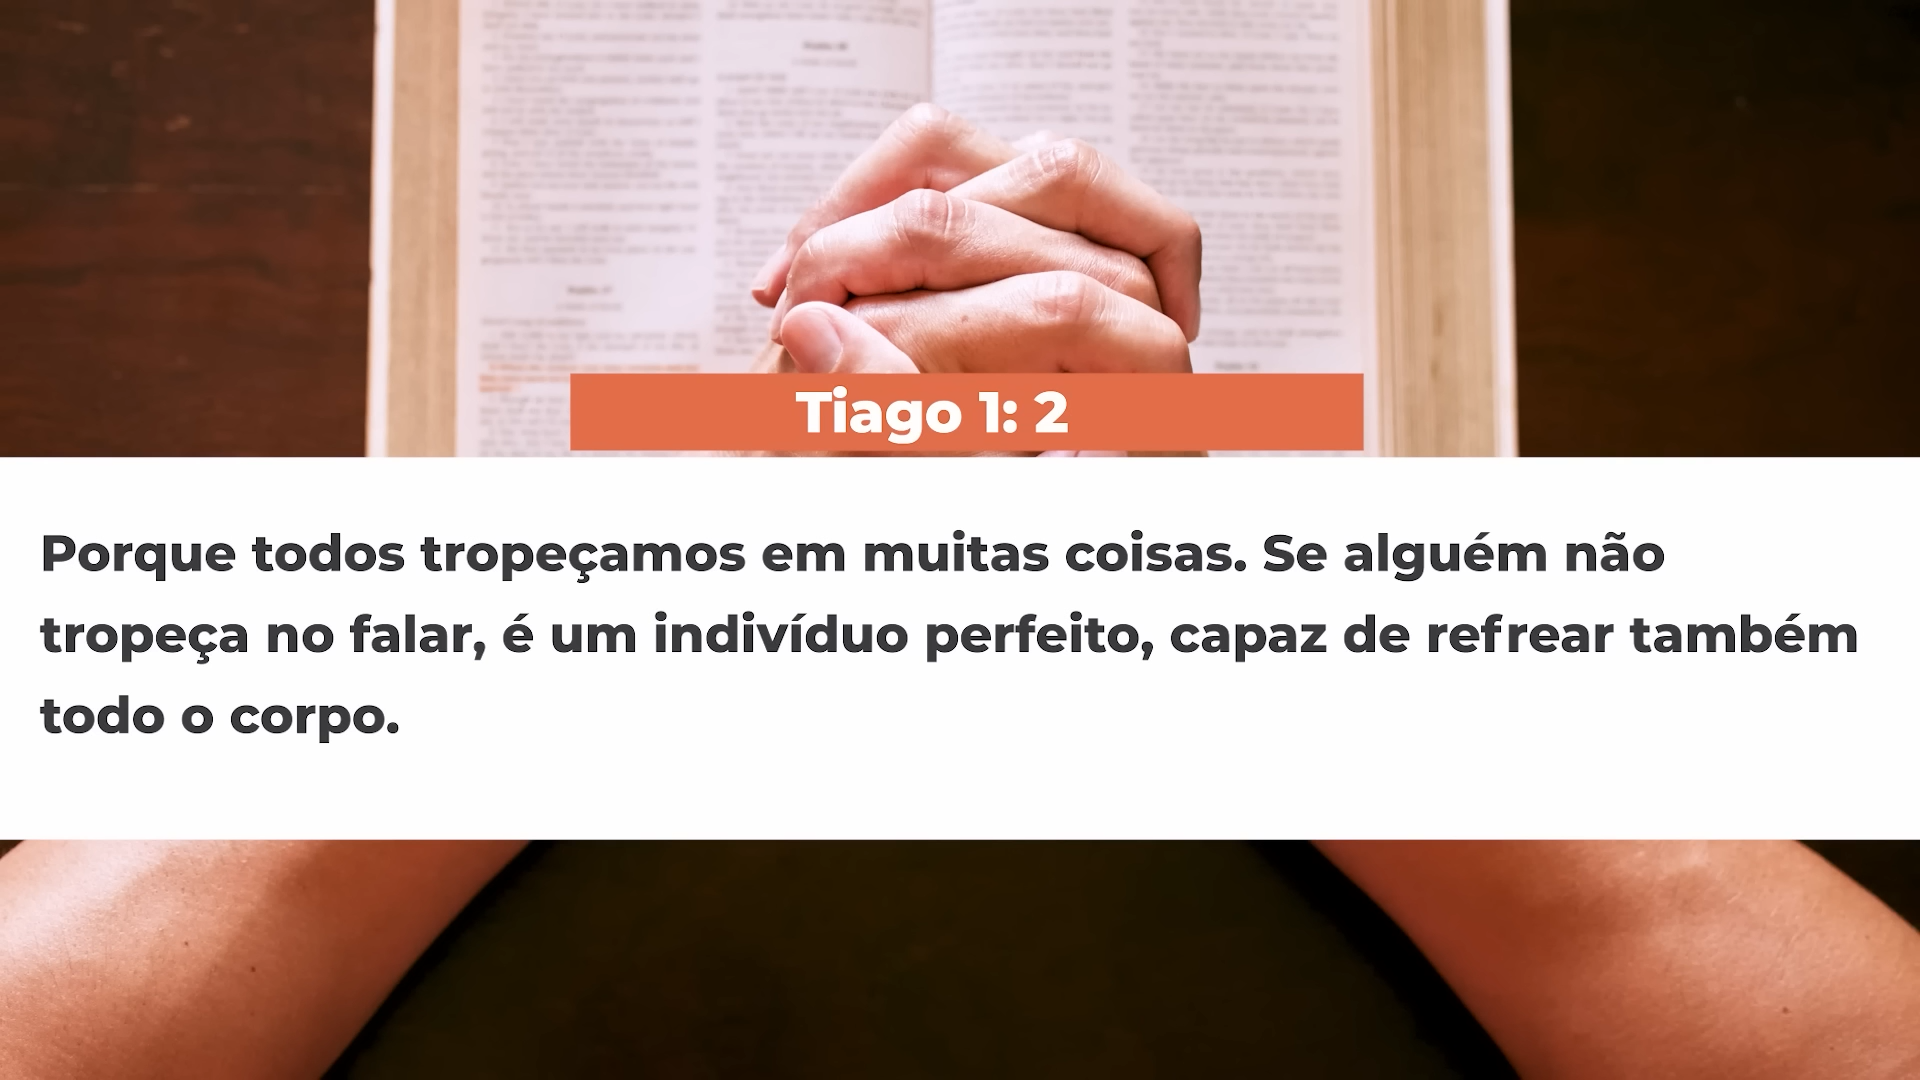 Tiago 1: 2
Porque todos tropeçamos em muitas coisas. Se alguém não
tropeça no falar, é um indivíduo perfeito, capaz de refrear também
todo o corpo.